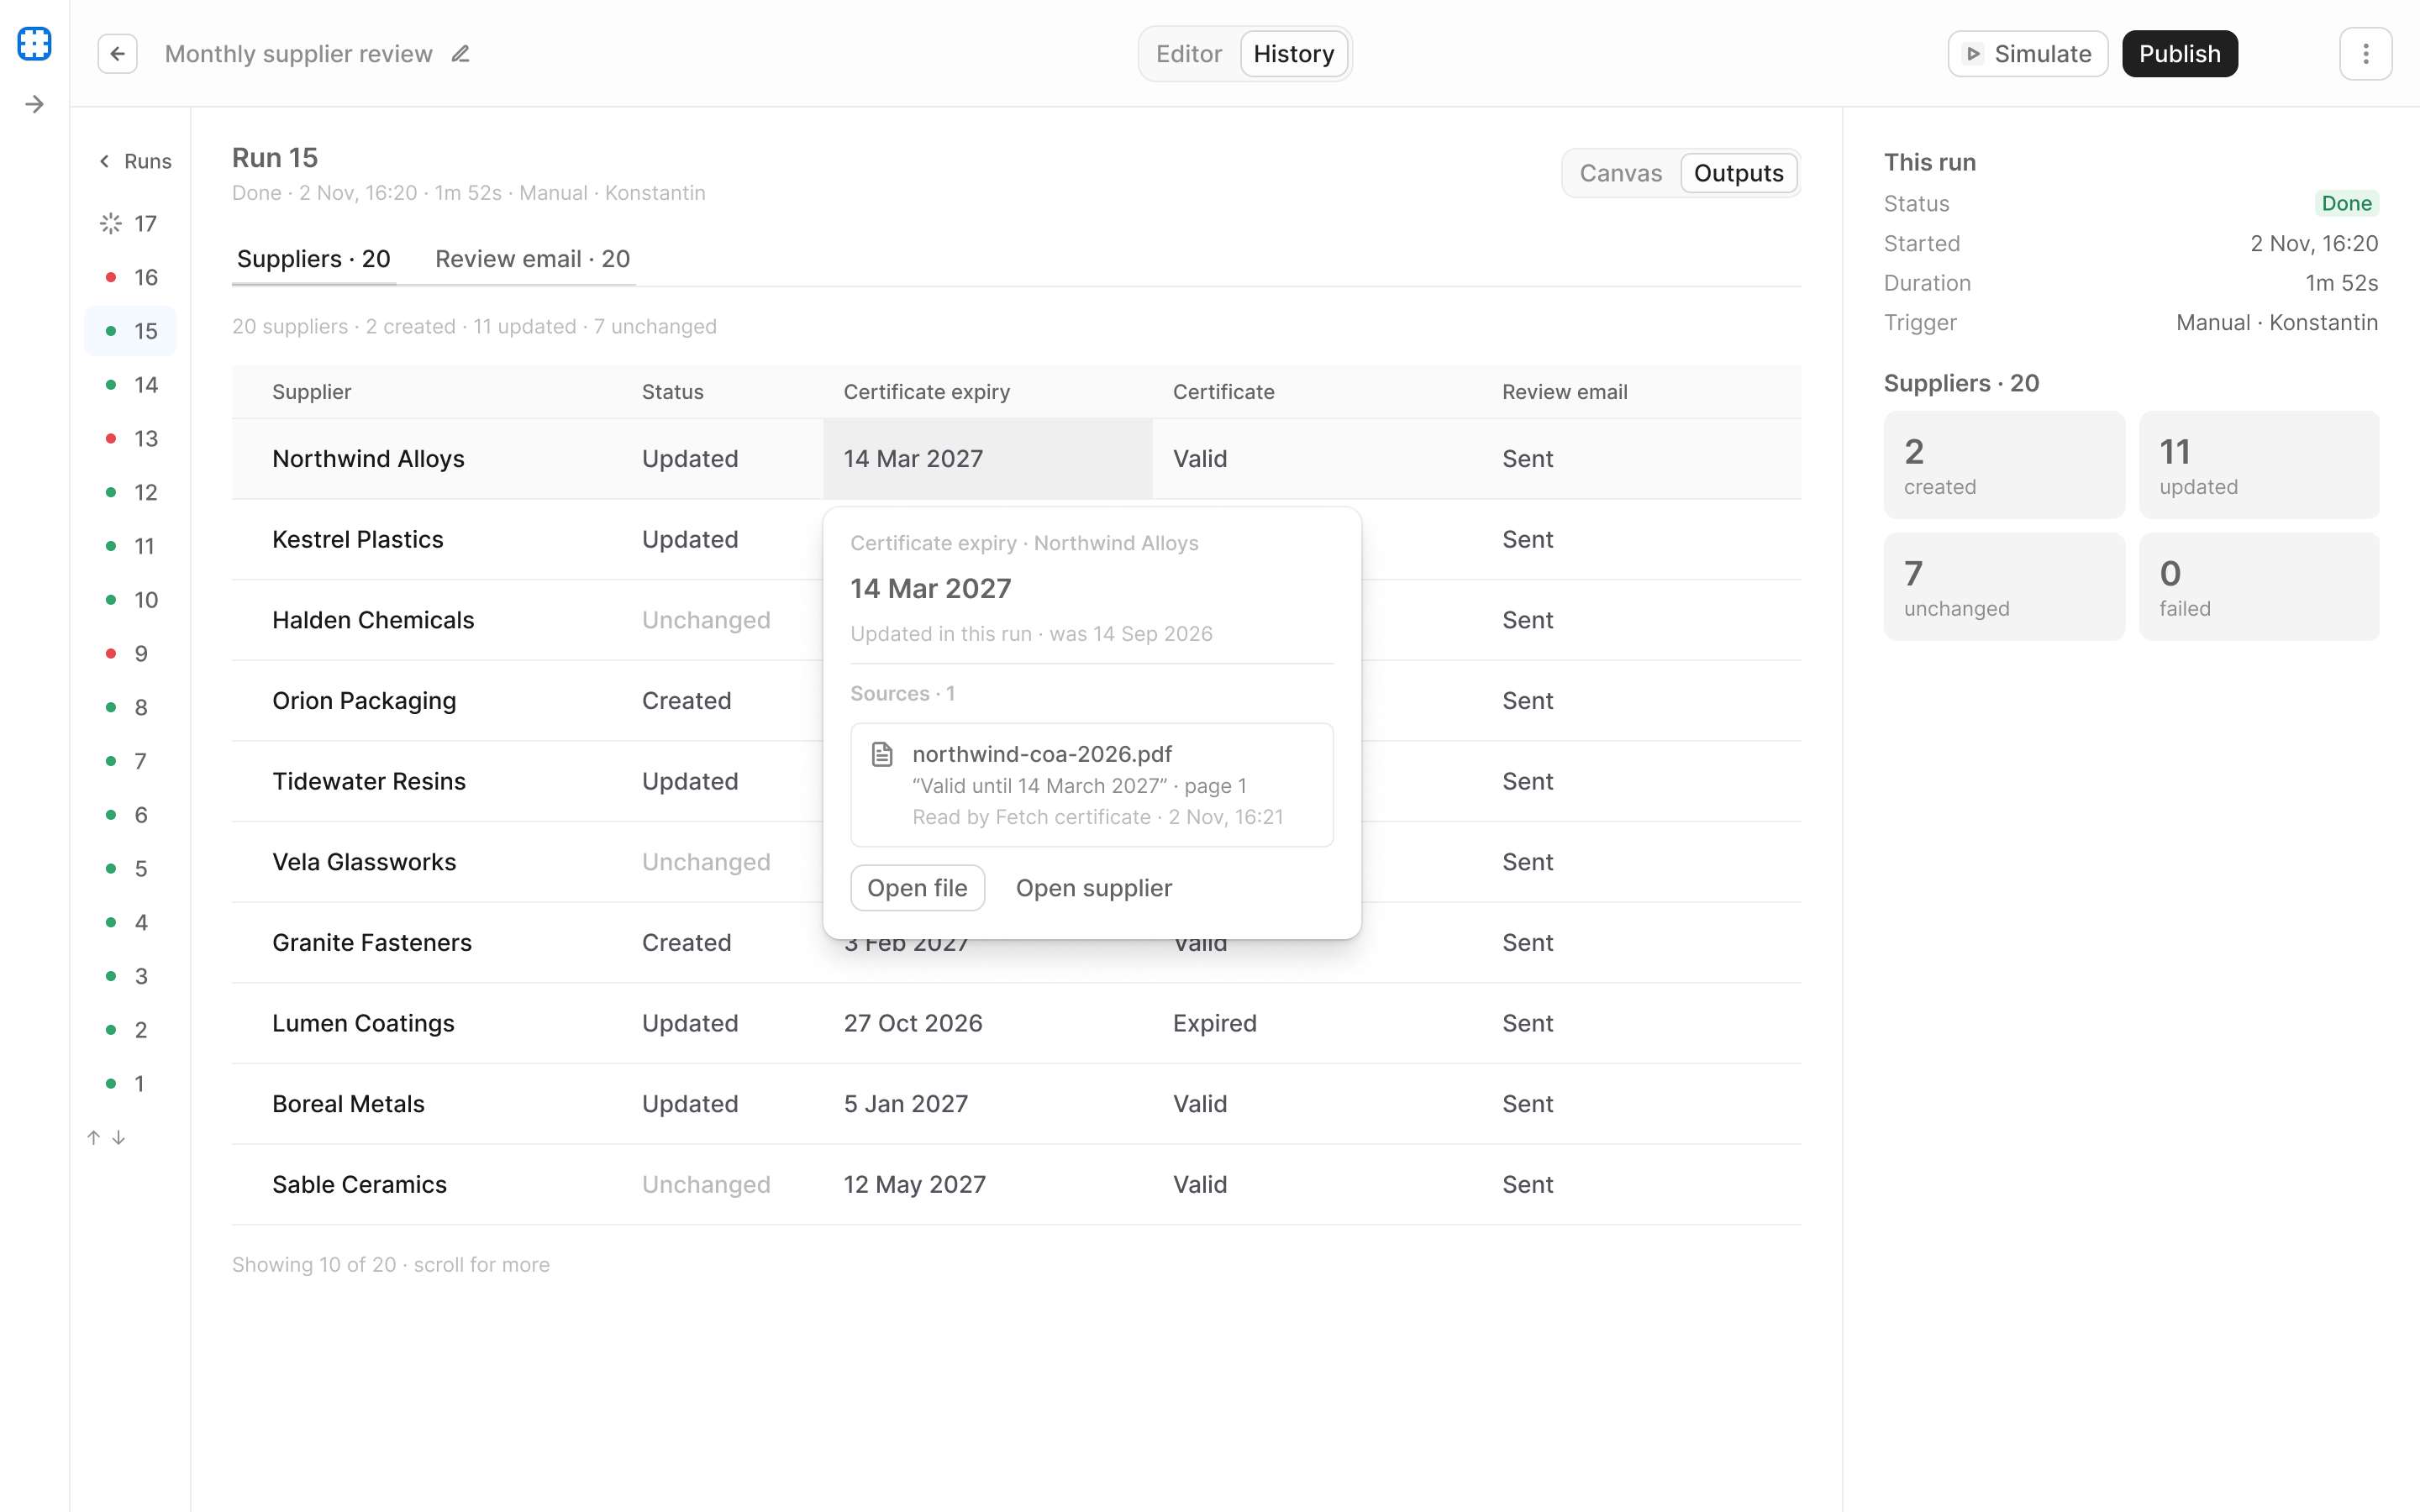 Monthly supplier review
Editor
History
Simulate
Publish
Runs
17
16
15
14
13
12
11
10
9
8
7
6
5
4
3
2
1
Run 15
Done · 2 Nov, 16:20 · 1m 52s · Manual · Konstantin
Canvas
Outputs
Suppliers · 20
Review email · 20
20 suppliers · 2 created · 11 updated · 7 unchanged
Supplier Status Certificate expiry Certificate Review email
Northwind Alloys Updated 14 Mar 2027 Valid Sent
Kestrel Plastics Updated Sent
Halden Chemicals Unchanged Sent
Orion Packaging Created Sent
Tidewater Resins Updated Sent
Vela Glassworks Unchanged Sent
Granite Fasteners Created 3 Feb 2027 Valid Sent
Lumen Coatings Updated 27 Oct 2026 Expired Sent
Boreal Metals Updated 5 Jan 2027 Valid Sent
Sable Ceramics Unchanged 12 May 2027 Valid Sent
Showing 10 of 20 · scroll for more
Certificate expiry · Northwind Alloys
14 Mar 2027
Updated in this run · was 14 Sep 2026
Sources · 1
northwind-coa-2026.pdf
“Valid until 14 March 2027” · page 1
Read by Fetch certificate · 2 Nov, 16:21
Open file
Open supplier
This run
Status Done
Started 2 Nov, 16:20
Duration 1m 52s
Trigger Manual · Konstantin
Suppliers · 20
2
created
11
updated
7
unchanged
0
failed